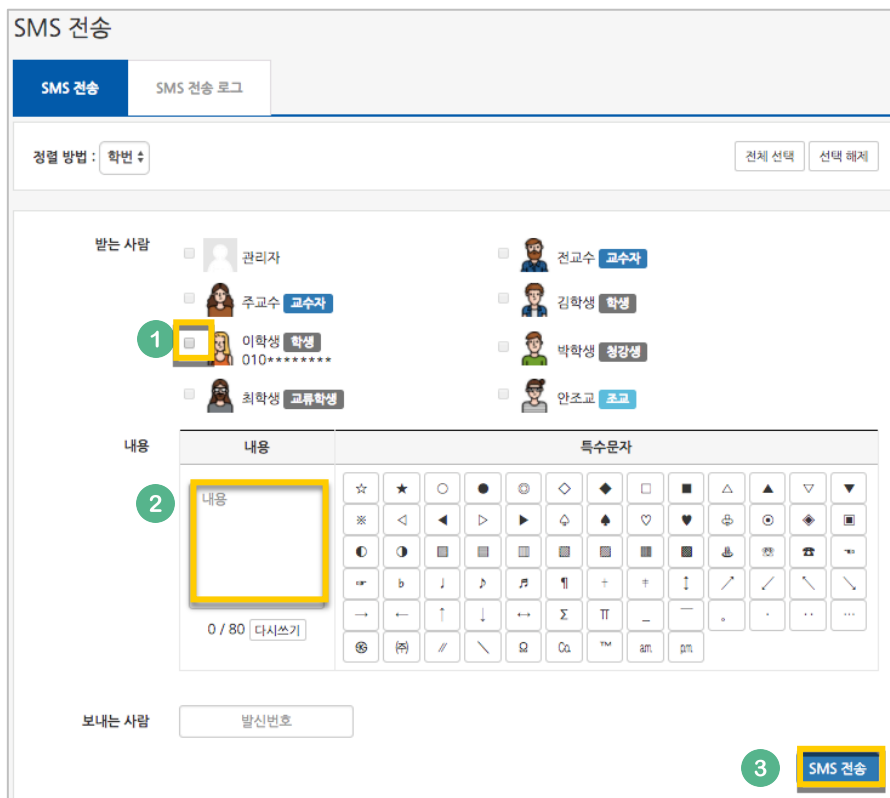 SMS 전송
SMS 전송 SMS 전송 로그
정렬 방법 : 학번 전체 선택 선택 해제
받는 사람
관리자 전교수 교수자
주교수 교수자 김학생 학생
1 이학생 학생 박학생 청강생
010********
최학생 교류학생 안조교 조교
내용 내용 특수문자
2 내용
☆ ★ ○ ● ◎ ◇ ◆ □ ■ △ ▲ ▽ ▼
※ ◁ ◀ ▷ ▶ ♤ ♠ ♡ ♥ ♧ ⊙ ◈ ▣
◐ ◑ ▒ ▤ ▥ ▨ ▧ ▦ ▩ ♨ ☏ ☎ ☜
☞ ♭ ♩ ♪ ♬ ¶ † ‡ ↕ ↗ ↙ ↖ ↘
→ ← ↑ ↓ ↔ Σ Π _ ¯ 。 · ‥ …
0 / 80 다시쓰기
㉿ ㈜ ∥ \ Ω ㏇ ™ ㏂ ㏘
보내는 사람 발신번호
3 SMS 전송